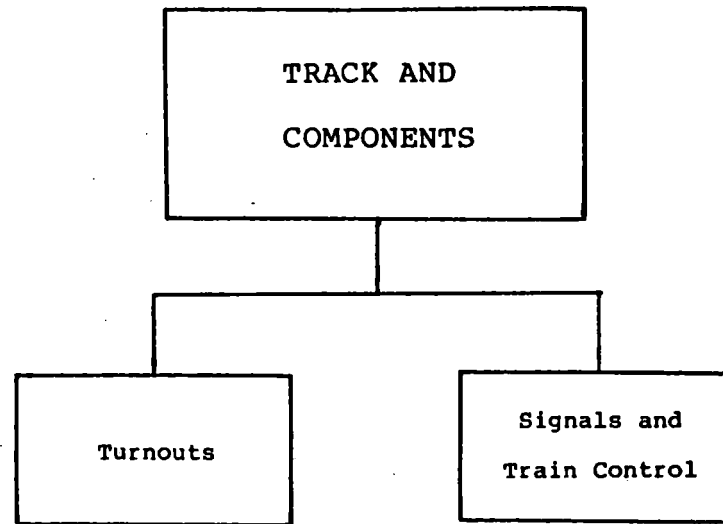 TRACK AND
COMPONENTS
Turnouts
Signals and
Train Control